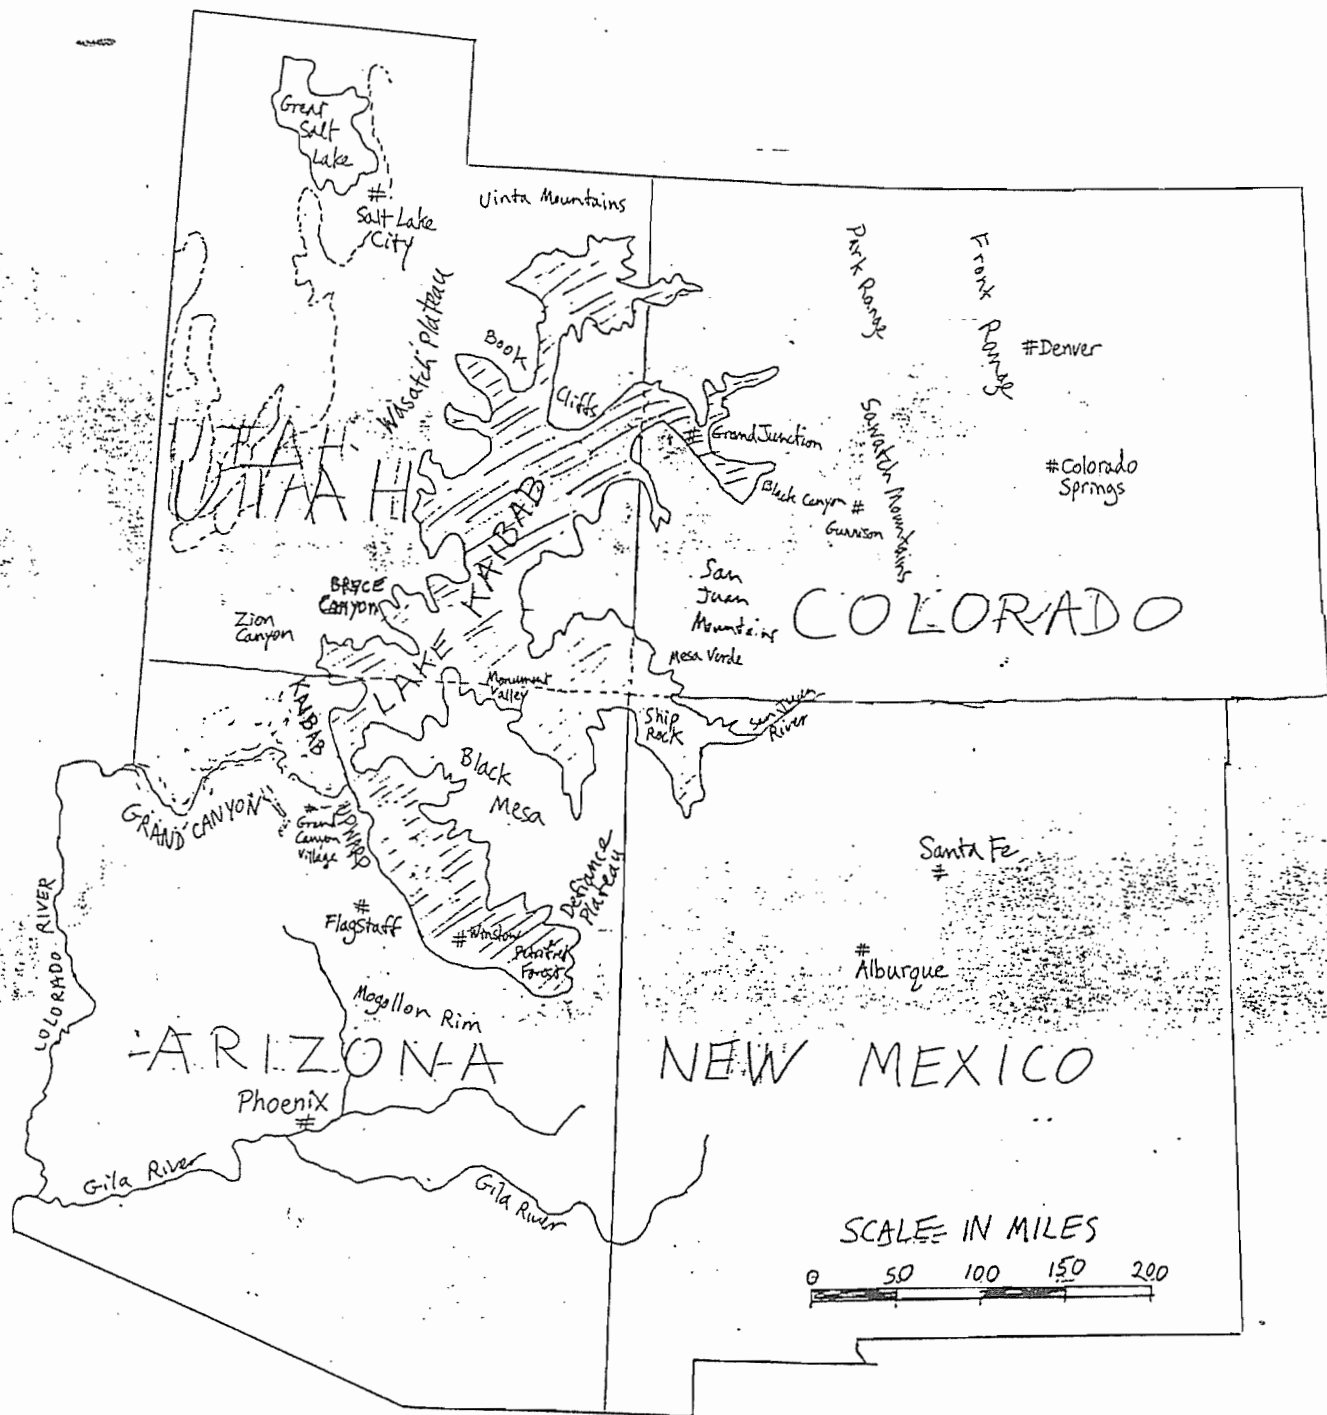 Great
Salt
Lake
Salt Lake
City
Uinta Mountains
Park Range
Front Range
Denver
Wasatch Plateau
Book
Cliffs
Grand Junction
Sawatch Mountains
Colorado
Springs
Black Canyon
Gunnison
UTAH
LAKE KAIBAB
BRYCE
CANYON
Zion
Canyon
San
Juan
Mountains
COLORADO
Mesa Verde
Monument
Valley
KAIBAB
Ship
Rock
San Juan
River
Black
Mesa
GRAND CANYON
Grand
Canyon
Village
Defiance
Plateau
Santa Fe
COLORADO RIVER
Flagstaff
Winslow
Forest
Alburque
Mogollon Rim
ARIZONA
NEW MEXICO
Phoenix
Gila River
Gila River
SCALE IN MILES
0 50 100 150 200